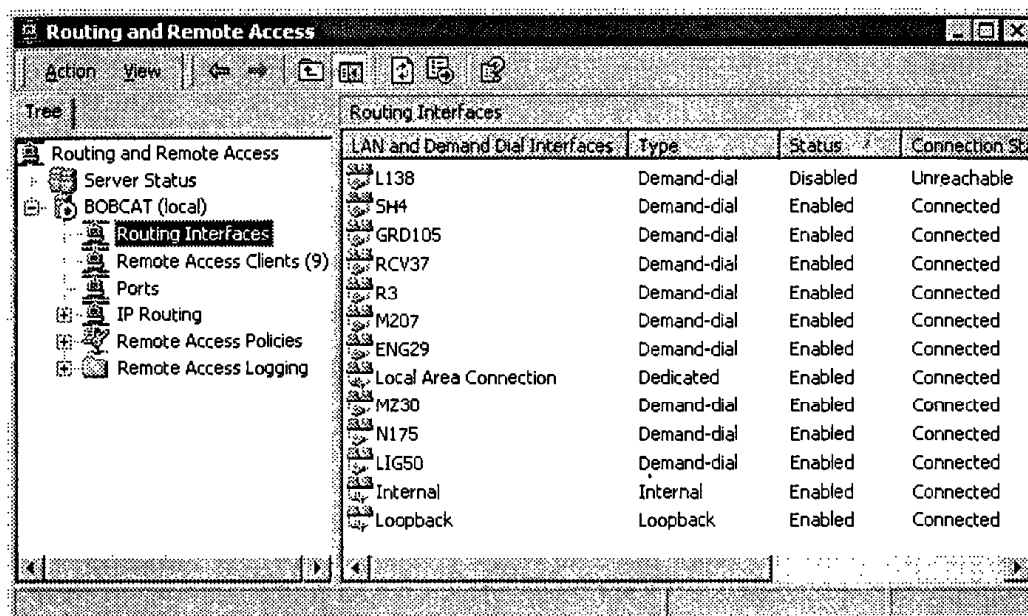 Routing and Remote Access
Action View
Tree
Routing Interfaces
Routing and Remote Access
Server Status
BOBCAT (local)
Routing Interfaces
Remote Access Clients (9)
Ports
IP Routing
Remote Access Policies
Remote Access Logging
LAN and Demand Dial Interfaces Type Status Connection Sta
L138 Demand-dial Disabled Unreachable
SH4 Demand-dial Enabled Connected
GRD105 Demand-dial Enabled Connected
RCV37 Demand-dial Enabled Connected
R3 Demand-dial Enabled Connected
M207 Demand-dial Enabled Connected
ENG29 Demand-dial Enabled Connected
Local Area Connection Dedicated Enabled Connected
MZ30 Demand-dial Enabled Connected
N175 Demand-dial Enabled Connected
LIG50 Demand-dial Enabled Connected
Internal Internal Enabled Connected
Loopback Loopback Enabled Connected